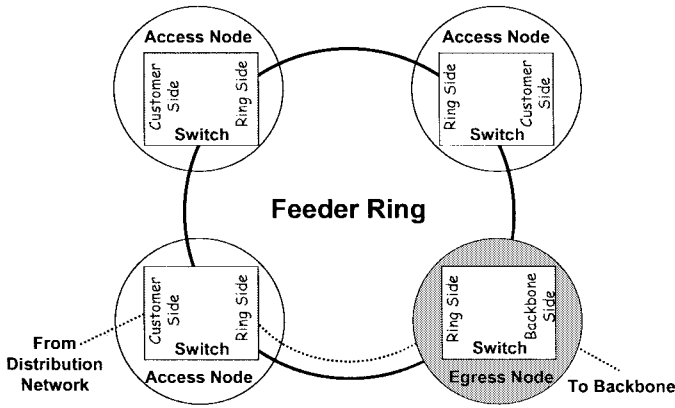 Access Node
Customer
Side
Ring Side
Switch
Access Node
Ring Side
Customer
Side
Switch
Feeder Ring
Customer
Side
Ring Side
Switch
Access Node
Ring Side
Backbone
Side
Switch
Egress Node
From
Distribution
Network
To Backbone